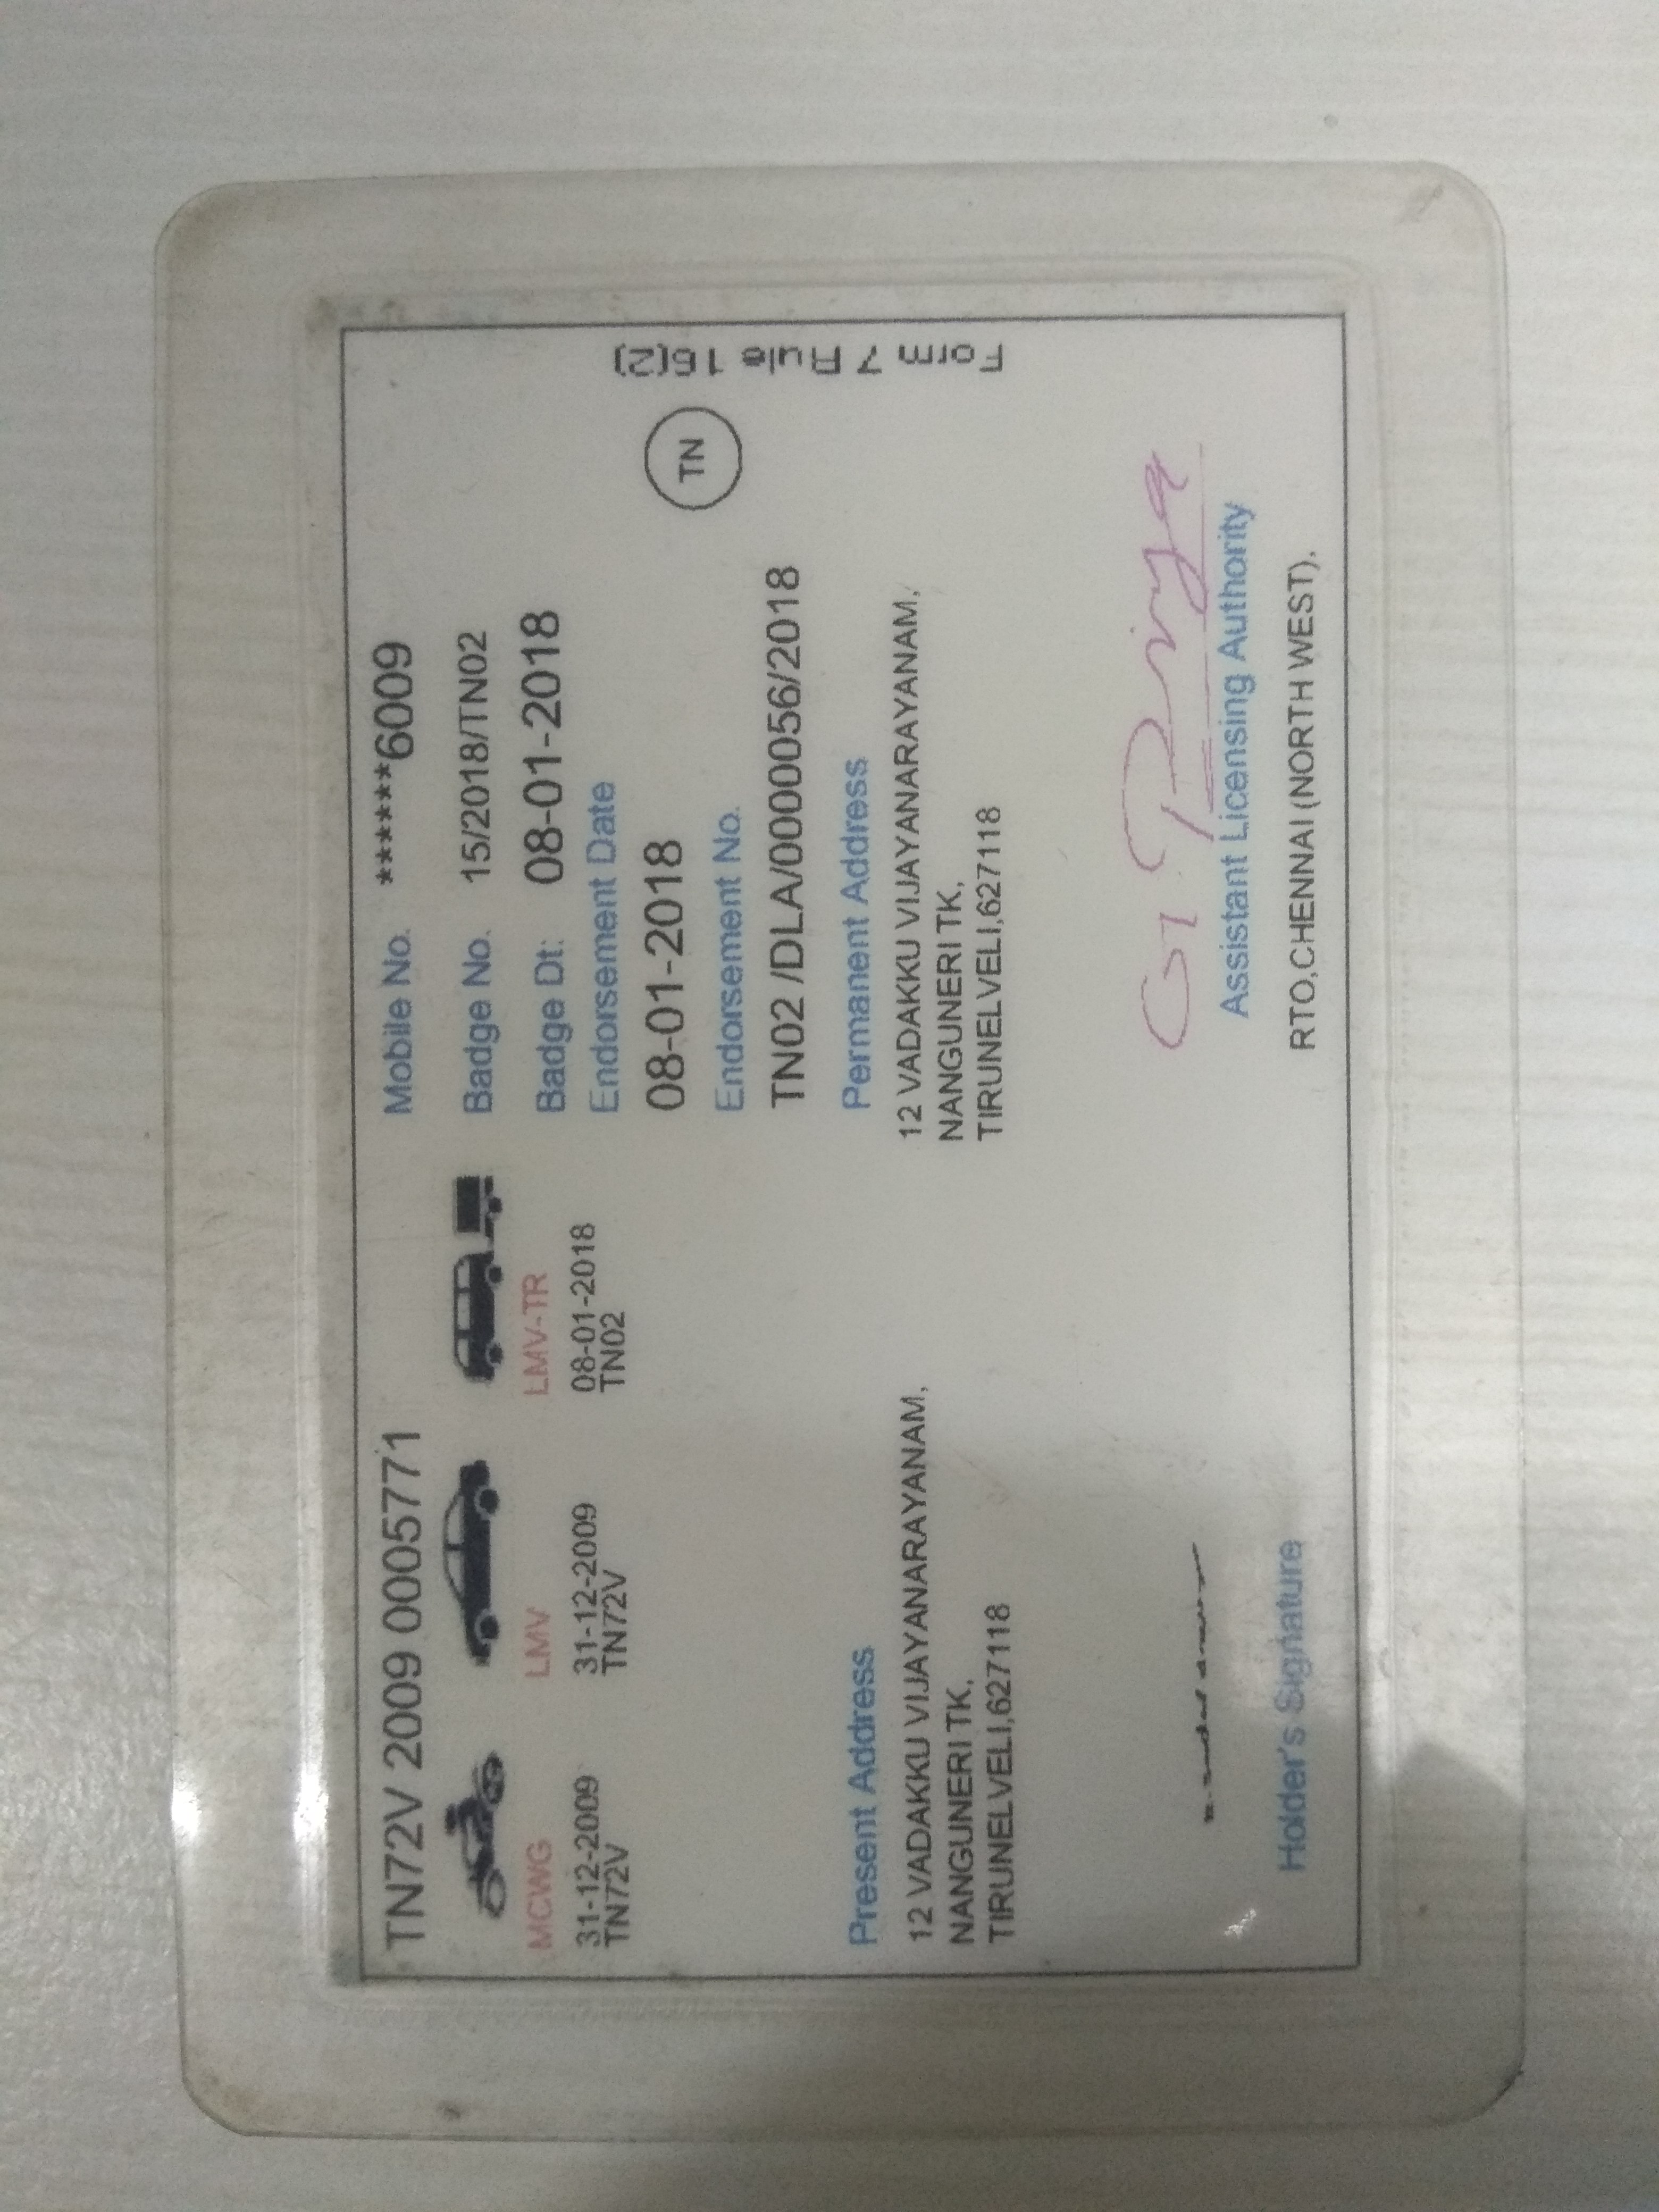 TN72V 2009 0005771
MCWG
31-12-2009
TN72V
LMV
31-12-2009
TN72V
LMV-TR
08-01-2018
TN02
Mobile No. ******6009
Badge No. 15/2018/TN02
Badge Dt: 08-01-2018
Endorsement Date
08-01-2018
Endorsement No.
TN02 /DLA/000056/2018
TN
Form 7 Rule 16(2)
Present Address
12 VADAKKU VIJAYANARAYANAM,
NANGUNERI TK,
TIRUNELVELI,627118
Permanent Address
12 VADAKKU VIJAYANARAYANAM,
NANGUNERI TK,
TIRUNELVELI,627118
Holder's Signature
Assistant Licensing Authority
RTO,CHENNAI (NORTH WEST),